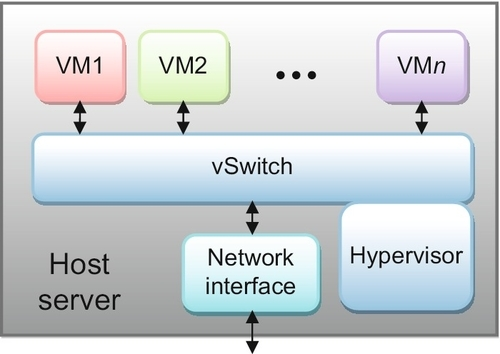 VM1
VM2
•••
VMn
vSwitch
Network
interface
Hypervisor
Host
server